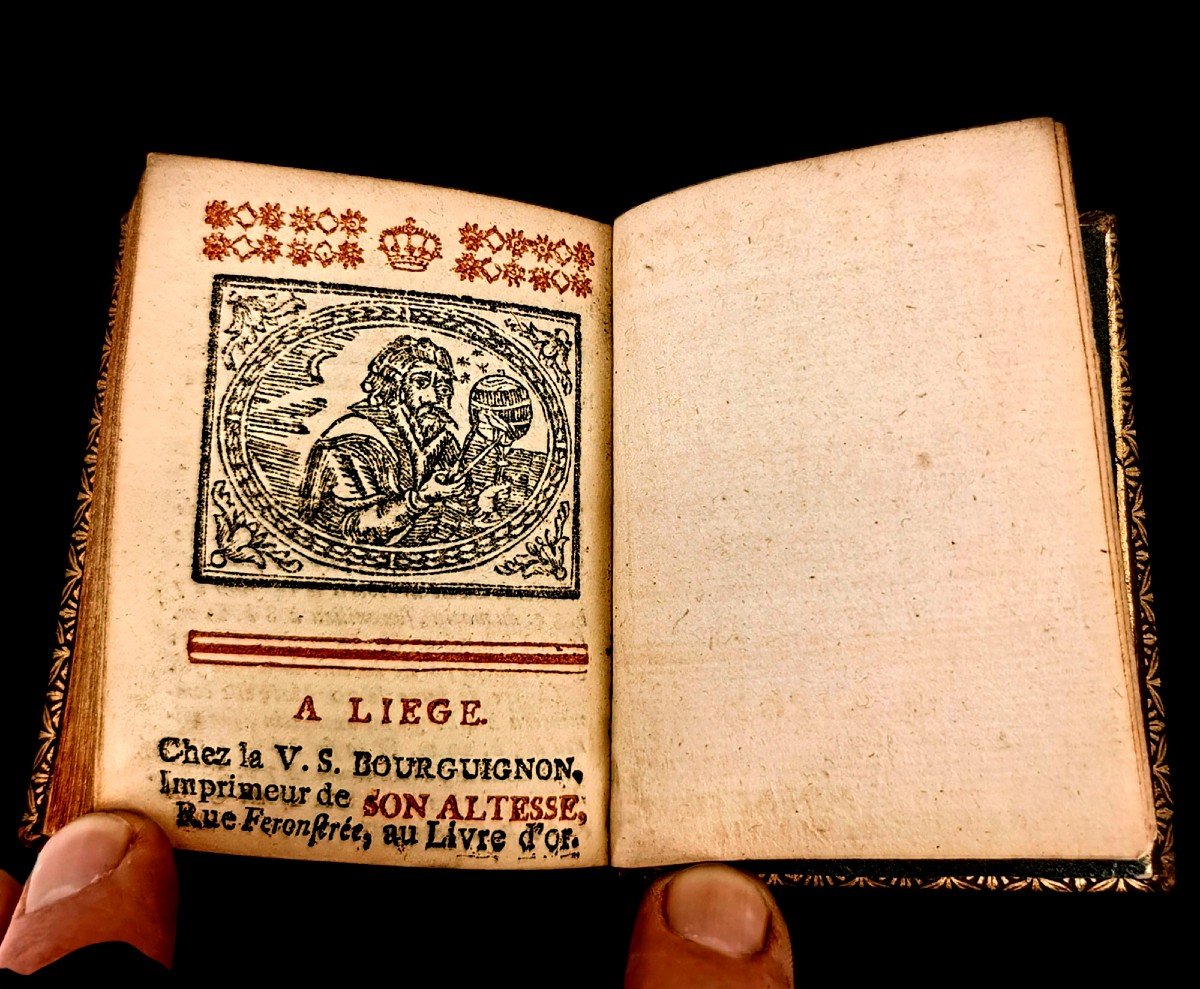 A LIEGE.
Chez la V. S. BOURGUIGNON,
Imprimeur de SON ALTESSE,
Rue Feronſtrée, au Livre d'or.